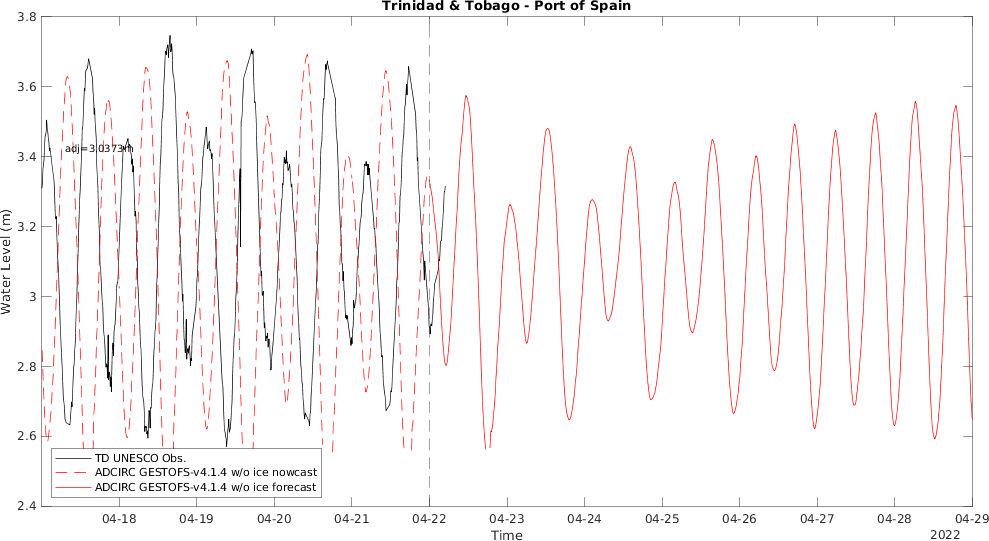 Trinidad & Tobago - Port of Spain
3.8
3.6
3.4
3.2
3
2.8
2.6
2.4
Water Level (m)
adj=3.0373m
TD UNESCO Obs.
ADCIRC GESTOFS-v4.1.4 w/o ice nowcast
ADCIRC GESTOFS-v4.1.4 w/o ice forecast
04-18 04-19 04-20 04-21 04-22 04-23 04-24 04-25 04-26 04-27 04-28 04-29
Time
2022